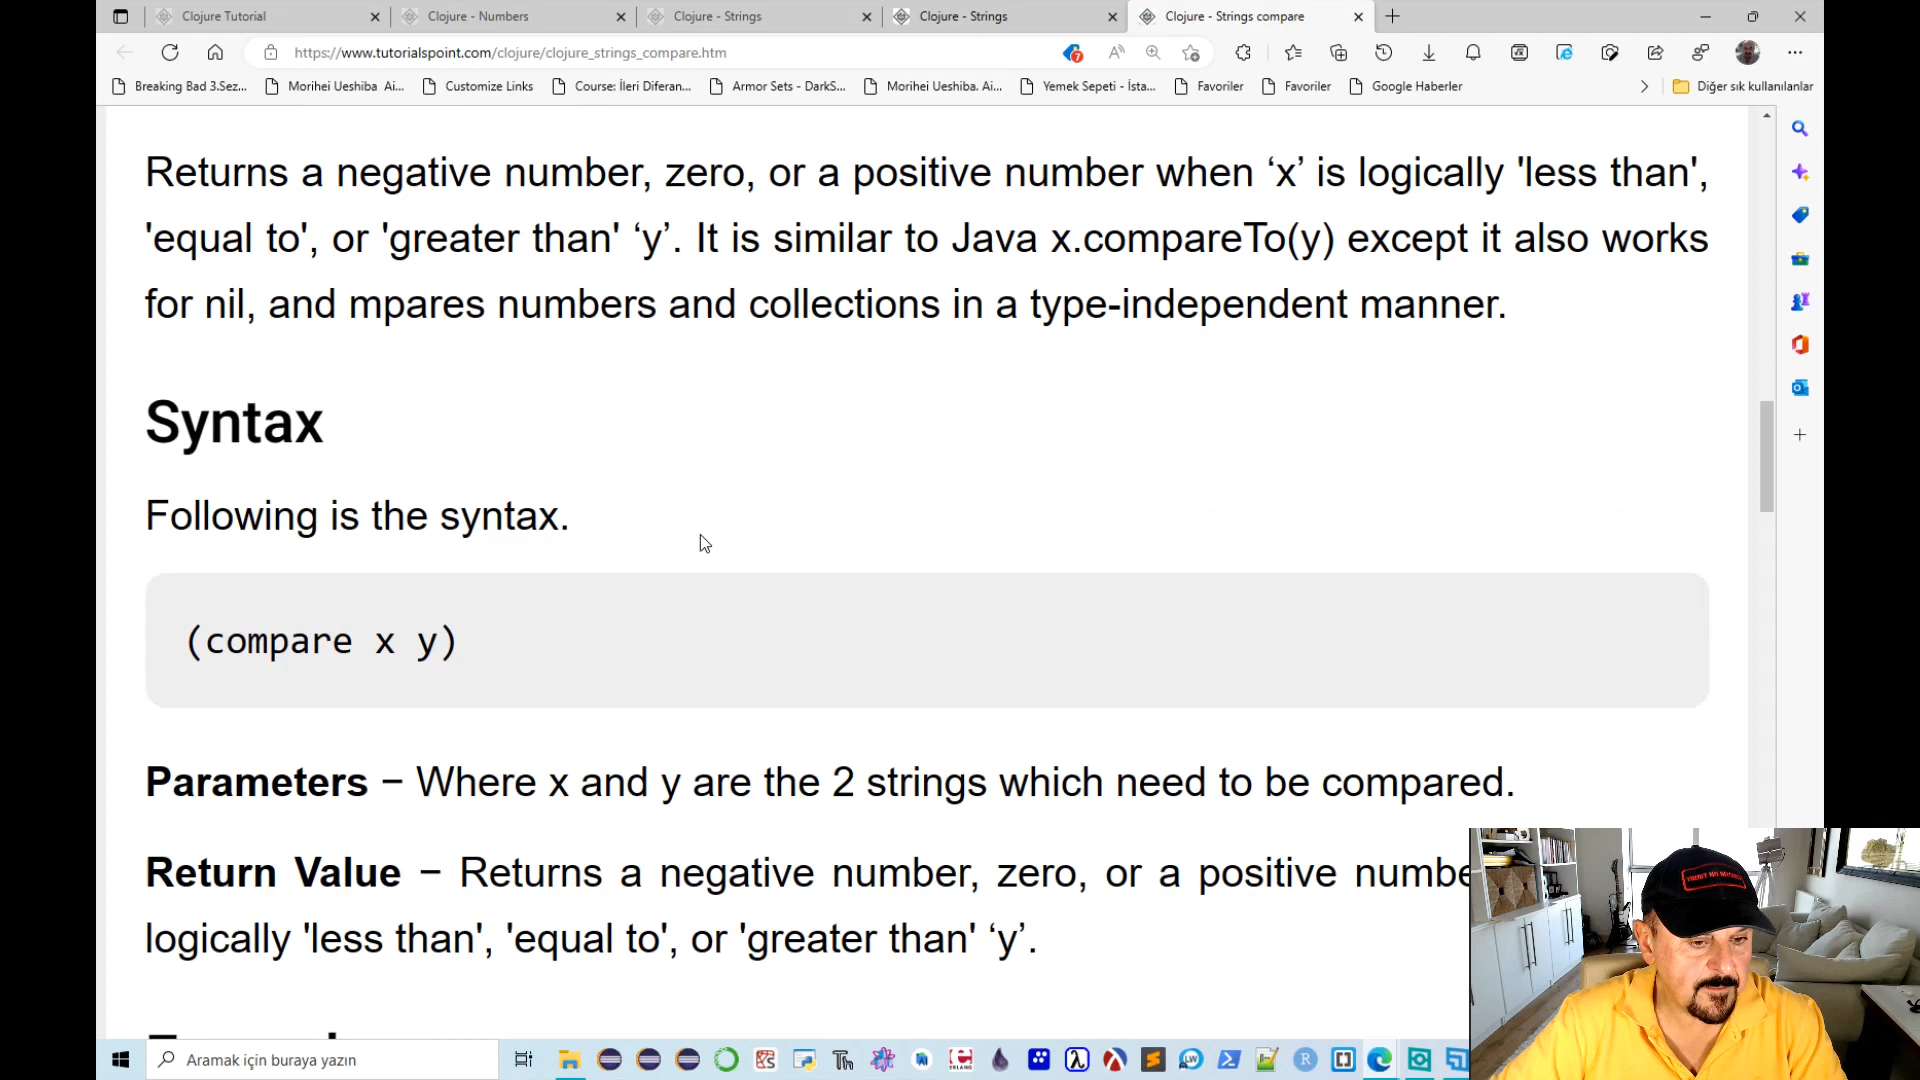 Clojure Tutorial
Clojure - Numbers
Clojure - Strings
Clojure - Strings
Clojure - Strings compare
https://www.tutorialspoint.com/clojure/clojure_strings_compare.htm
Breaking Bad 3.Sez...
Morihei Ueshiba Ai...
Customize Links
Course: İleri Diferan...
Armor Sets - DarkS...
Morihei Ueshiba. Ai...
Yemek Sepeti - İsta...
Favoriler
Favoriler
Google Haberler
Diğer sık kullanılanlar
Returns a negative number, zero, or a positive number when ‘x’ is logically 'less than',
'equal to', or 'greater than' ‘y’. It is similar to Java x.compareTo(y) except it also works
for nil, and mpares numbers and collections in a type-independent manner.
Syntax
Following is the syntax.
(compare x y)
Parameters − Where x and y are the 2 strings which need to be compared.
Return Value − Returns a negative number, zero, or a positive numbe
logically 'less than', 'equal to', or 'greater than' ‘y’.
Aramak için buraya yazın